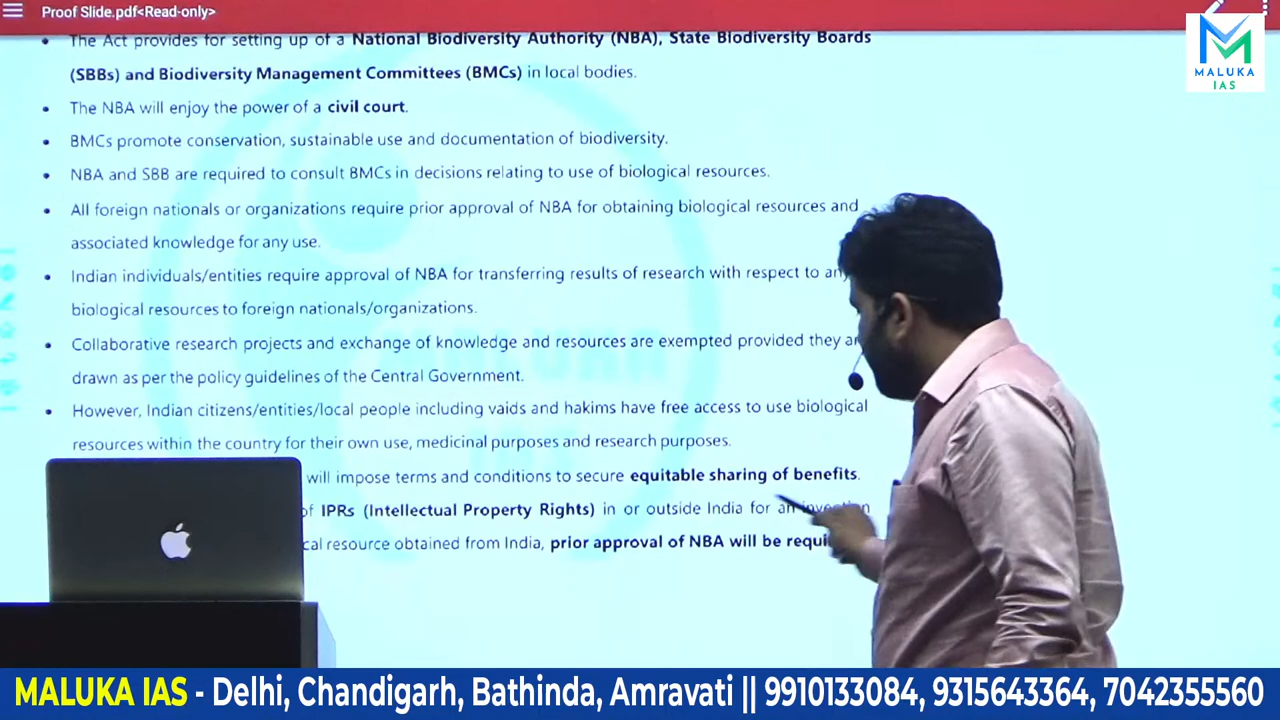 Proof Slide.pdf<Read-only>
MALUKA
IAS
• The Act provides for setting up of a National Biodiversity Authority (NBA), State Biodiversity Boards
(SBBs) and Biodiversity Management Committees (BMCs) in local bodies.
• The NBA will enjoy the power of a civil court.
• BMCs promote conservation, sustainable use and documentation of biodiversity.
• NBA and SBB are required to consult BMCs in decisions relating to use of biological resources.
• All foreign nationals or organizations require prior approval of NBA for obtaining biological resources and
associated knowledge for any use.
• Indian individuals/entities require approval of NBA for transferring results of research with respect to
biological resources to foreign nationals/organizations.
• Collaborative research projects and exchange of knowledge and resources are exempted provided they
drawn as per the policy guidelines of the Central Government.
• However, Indian citizens/entities/local people including vaids and hakims have free access to use biological
resources within the country for their own use, medicinal purposes and research purposes.
will impose terms and conditions to secure equitable sharing of benefits.
IPRs (Intellectual Property Rights) in or outside India for an invention
resource obtained from India, prior approval of NBA will be
MALUKA IAS - Delhi, Chandigarh, Bathinda, Amravati || 9910133084, 9315643364, 7042355560